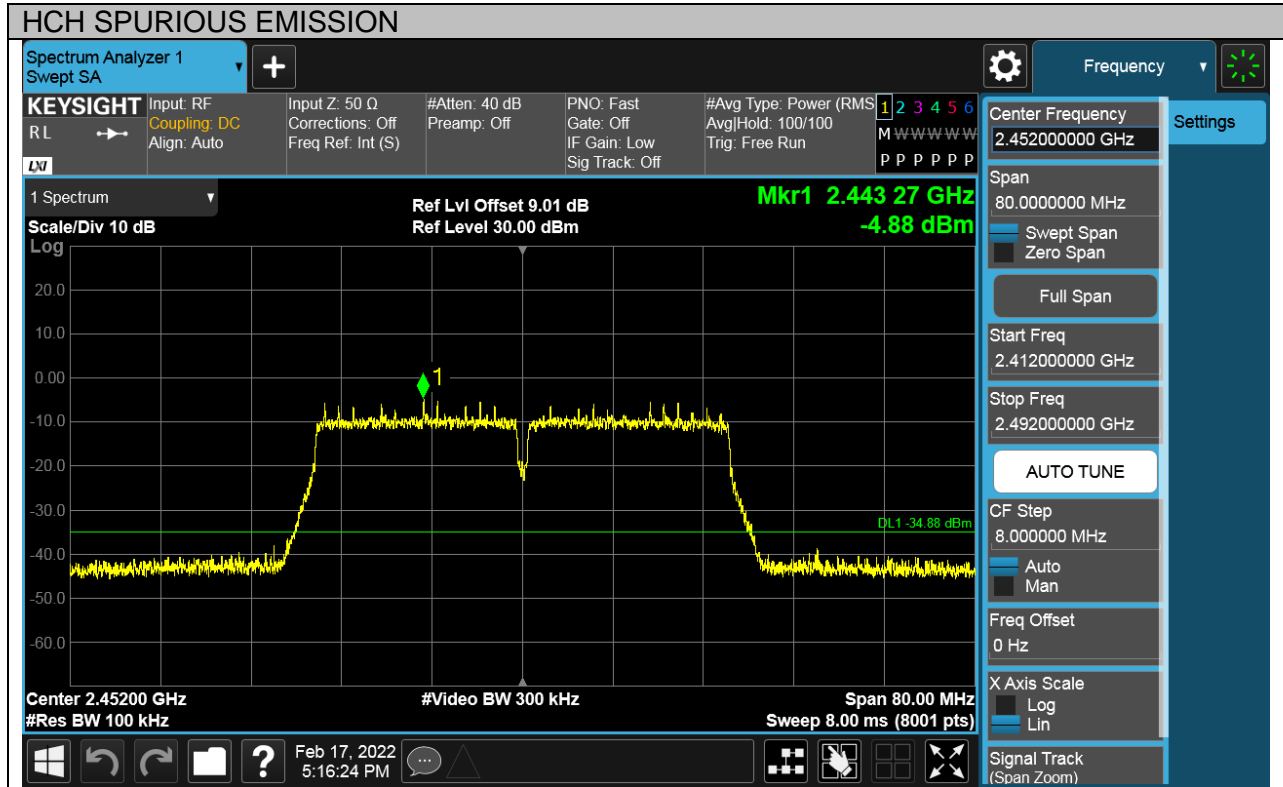 HCH SPURIOUS EMISSION
Spectrum Analyzer 1
Swept SA
Frequency
KEYSIGHT
RL
LXI
Input: RF
Coupling: DC
Align: Auto
Input Z: 50 Ω
Corrections: Off
Freq Ref: Int (S)
#Atten: 40 dB
Preamp: Off
PNO: Fast
Gate: Off
IF Gain: Low
Sig Track: Off
#Avg Type: Power (RMS
Avg|Hold: 100/100
Trig: Free Run
1 2 3 4 5 6
M W W W W W
P P P P P P
Center Frequency
2.452000000 GHz
Settings
1 Spectrum
Scale/Div 10 dB
Ref Lvl Offset 9.01 dB
Ref Level 30.00 dBm
Mkr1 2.443 27 GHz
-4.88 dBm
Log
20.0
10.0
0.00
-10.0
-20.0
-30.0
-40.0
-50.0
-60.0
1
DL1 -34.88 dBm
Center 2.45200 GHz
#Res BW 100 kHz
#Video BW 300 kHz
Span 80.00 MHz
Sweep 8.00 ms (8001 pts)
Span
80.0000000 MHz
Swept Span
Zero Span
Full Span
Start Freq
2.412000000 GHz
Stop Freq
2.492000000 GHz
AUTO TUNE
CF Step
8.000000 MHz
Auto
Man
Freq Offset
0 Hz
X Axis Scale
Log
Lin
Signal Track
(Span Zoom)
Feb 17, 2022
5:16:24 PM